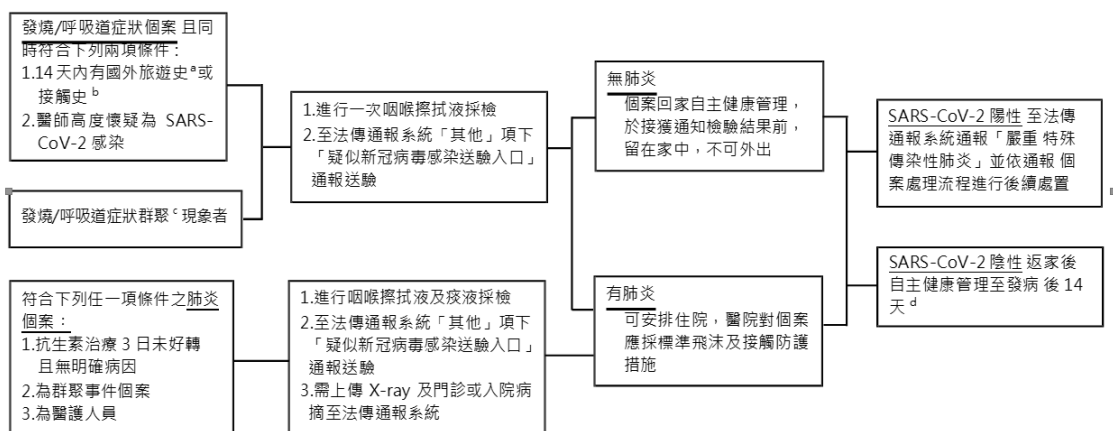 發燒/呼吸道症狀個案 且同
時符合下列兩項條件：
1.14 天內有國外旅遊史ᵃ或
接觸史 ᵇ
2.醫師高度懷疑為 SARS-
CoV-2 感染
發燒/呼吸道症狀群聚 ᶜ 現象者
符合下列任一項條件之肺炎
個案：
1.抗生素治療 3 日未好轉
且無明確病因
2.為群聚事件個案
3.為醫護人員
1.進行一次咽喉擦拭液採檢
2.至法傳通報系統「其他」項下
「疑似新冠病毒感染送驗入口」
通報送驗
1.進行咽喉擦拭液及痰液採檢
2.至法傳通報系統「其他」項下
「疑似新冠病毒感染送驗入口」
通報送驗
3.需上傳 X-ray 及門診或入院病
摘至法傳通報系統
無肺炎
個案回家自主健康管理，
於接獲通知檢驗結果前，
留在家中，不可外出
有肺炎
可安排住院，醫院對個案
應採標準飛沫及接觸防護
措施
SARS-CoV-2 陽性 至法傳
通報系統通報「嚴重 特殊
傳染性肺炎」並依通報 個
案處理流程進行後續處置
SARS-CoV-2 陰性 返家後
自主健康管理至發病 後 14
天 ᵈ